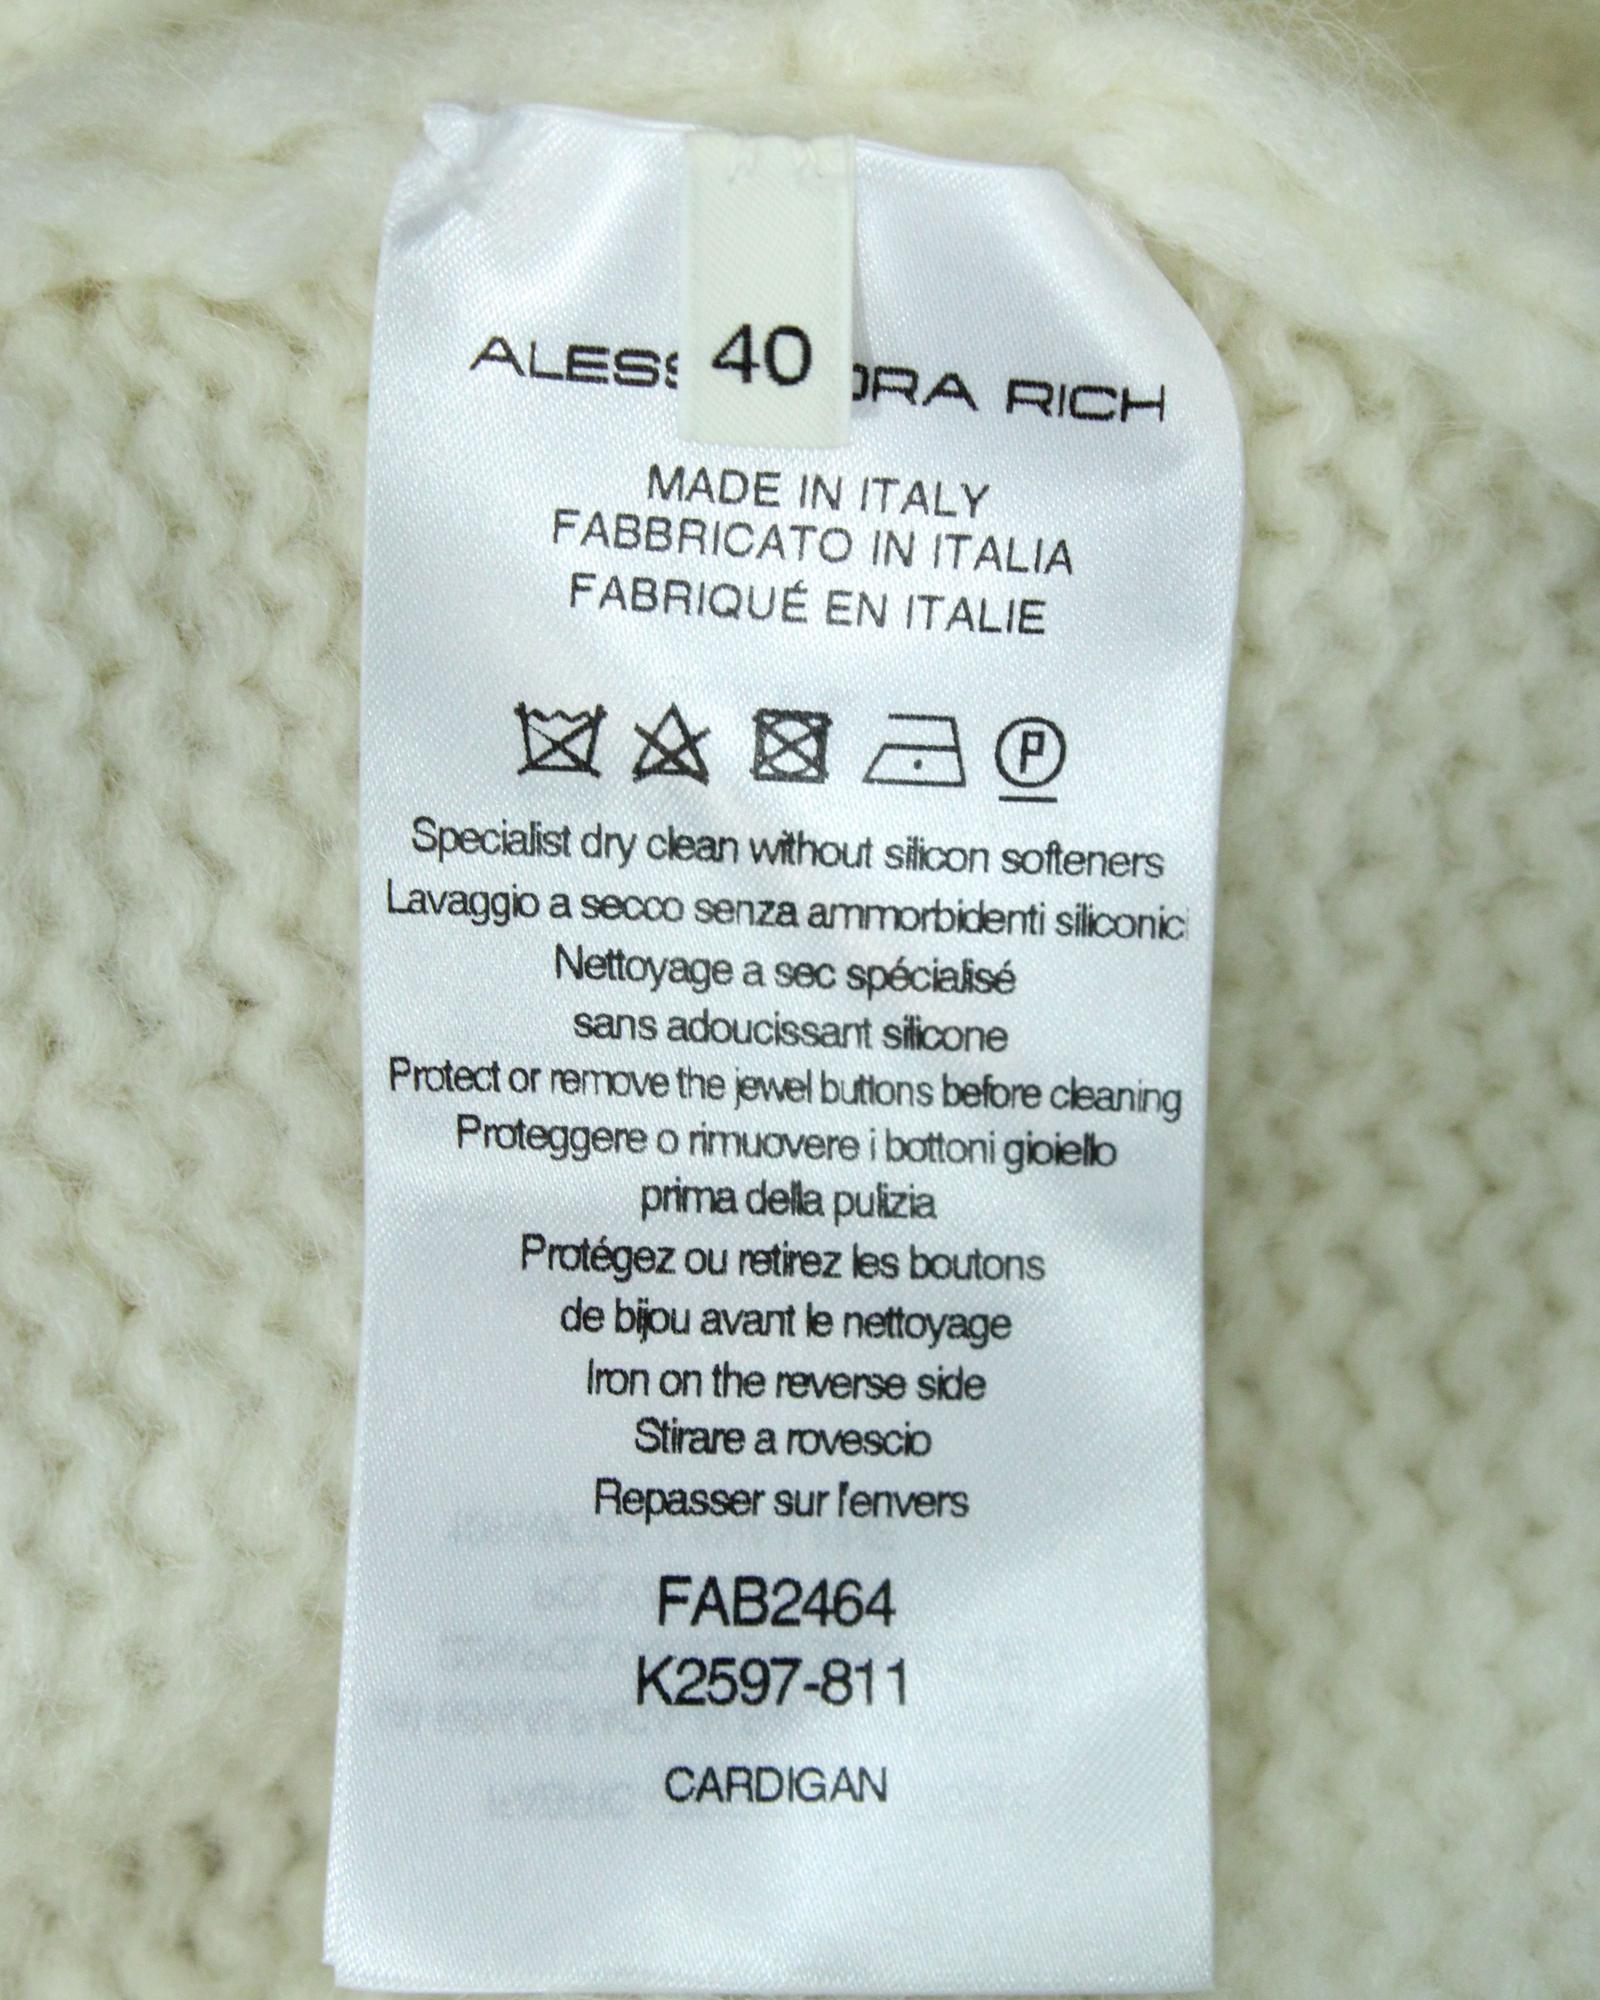 40
RICH
MADE IN ITALY
FABBRICATO IN ITALIA
FABRIQUÉ EN ITALIE
P
Specialist dry clean without silicon softeners
Lavaggio a secco senza ammorbidenti siliconici
Nettoyage a sec spécialisé
sans adoucissant silicone
Protect or remove the jewel buttons before cleaning
Proteggere o rimuovere i bottoni gioiello
prima della pulizia
Protégez ou retirez les boutons
de bijou avant le nettoyage
Iron on the reverse side
Stirare a rovescio
Repasser sur l'envers
FAB2464
K2597-811
CARDIGAN